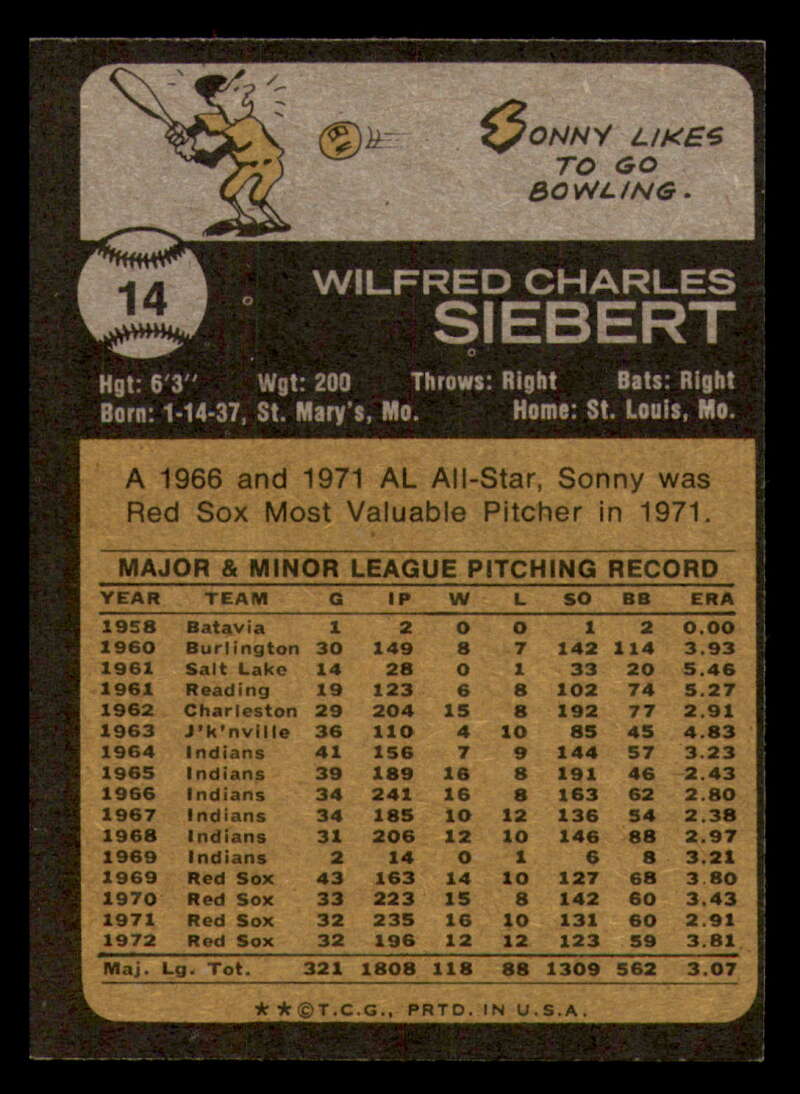 SONNY LIKES
TO GO
BOWLING.
14
WILFRED CHARLES
SIEBERT
Hgt: 6'3" Wgt: 200 Throws: Right Bats: Right
Born: 1-14-37, St. Mary's, Mo. Home: St. Louis, Mo.
A 1966 and 1971 AL All-Star, Sonny was
Red Sox Most Valuable Pitcher in 1971.
MAJOR & MINOR LEAGUE PITCHING RECORD
YEAR TEAM G IP W L SO BB ERA
1958 Batavia 1 2 0 0 1 2 0.00
1960 Burlington 30 149 8 7 142 114 3.93
1961 Salt Lake 14 28 0 1 33 20 5.46
1961 Reading 19 123 6 8 102 74 5.27
1962 Charleston 29 204 15 8 192 77 2.91
1963 J'k'nville 36 110 4 10 85 45 4.83
1964 Indians 41 156 7 9 144 57 3.23
1965 Indians 39 189 16 8 191 46 2.43
1966 Indians 34 241 16 8 163 62 2.80
1967 Indians 34 185 10 12 136 54 2.38
1968 Indians 31 206 12 10 146 88 2.97
1969 Indians 2 14 0 1 6 8 3.21
1969 Red Sox 43 163 14 10 127 68 3.80
1970 Red Sox 33 223 15 8 142 60 3.43
1971 Red Sox 32 235 16 10 131 60 2.91
1972 Red Sox 32 196 12 12 123 59 3.81
Maj. Lg. Tot. 321 1808 118 88 1309 562 3.07
★★©T.C.G., PRTD. IN U.S.A.